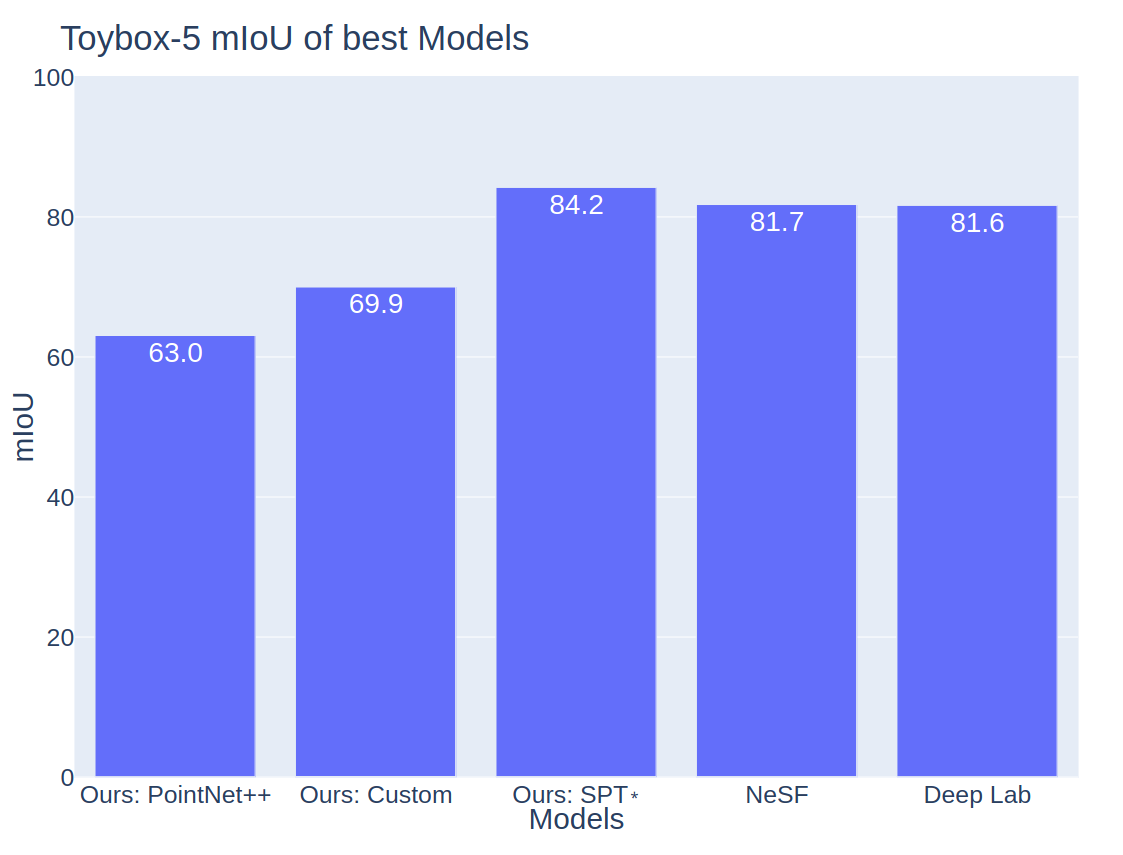 Toybox-5 mIoU of best Models
100
80
60
40
20
0
mIoU
63.0
69.9
84.2
81.7
81.6
Ours: PointNet++
Ours: Custom
Ours: SPT*
NeSF
Deep Lab
Models